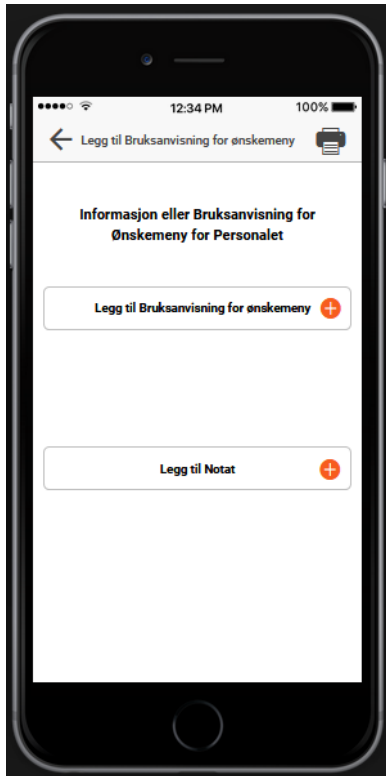 12:34 PM
100%
Legg til Bruksanvisning for ønskemeny
Informasjon eller Bruksanvisning for
Ønskemeny for Personalet
Legg til Bruksanvisning for ønskemeny
Legg til Notat